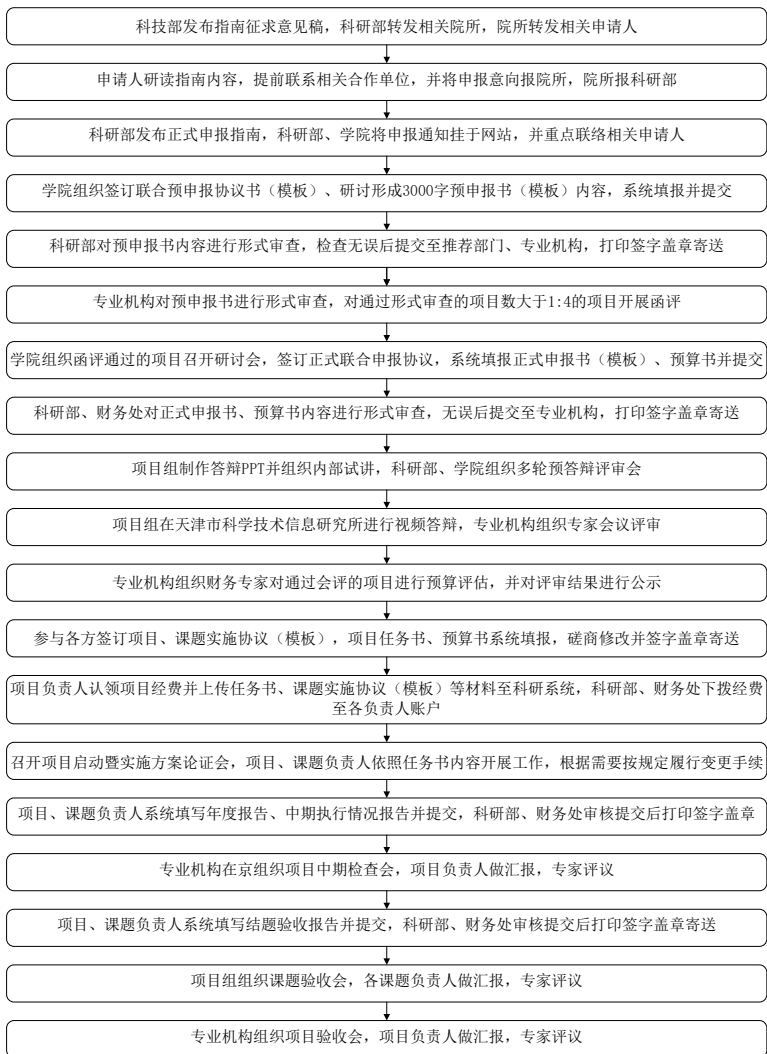 科技部发布指南征求意见稿，科研部转发相关院所，院所转发相关申请人
申请人研读指南内容，提前联系相关合作单位，并将申报意向报院所，院所报科研部
科研部发布正式申报指南，科研部、学院将申报通知挂于网站，并重点联络相关申请人
学院组织签订联合预申报协议书（模板）、研讨形成3000字预申报书（模板）内容，系统填报并提交
科研部对预申报书内容进行形式审查，检查无误后提交至推荐部门、专业机构，打印签字盖章寄送
专业机构对预申报书进行形式审查，对通过形式审查的项目数大于1:4的项目开展函评
学院组织函评通过的项目召开研讨会，签订正式联合申报协议，系统填报正式申报书（模板）、预算书并提交
科研部、财务处对正式申报书、预算书内容进行形式审查，无误后提交至专业机构，打印签字盖章寄送
项目组制作答辩PPT并组织内部试讲，科研部、学院组织多轮预答辩评审会
项目组在天津市科学技术信息研究所进行视频答辩，专业机构组织专家会议评审
专业机构组织财务专家对通过会评的项目进行预算评估，并对评审结果进行公示
参与各方签订项目、课题实施协议（模板），项目任务书、预算书系统填报，磋商修改并签字盖章寄送
项目负责人认领项目经费并上传任务书、课题实施协议（模板）等材料至科研系统，科研部、财务处下拨经费
至各负责人账户
召开项目启动暨实施方案论证会，项目、课题负责人依照任务书内容开展工作，根据需要按规定履行变更手续
项目、课题负责人系统填写年度报告、中期执行情况报告并提交，科研部、财务处审核提交后打印签字盖章
专业机构在京组织项目中期检查会，项目负责人做汇报，专家评议
项目、课题负责人系统填写结题验收报告并提交，科研部、财务处审核提交后打印签字盖章寄送
项目组组织课题验收会，各课题负责人做汇报，专家评议
专业机构组织项目验收会，项目负责人做汇报，专家评议